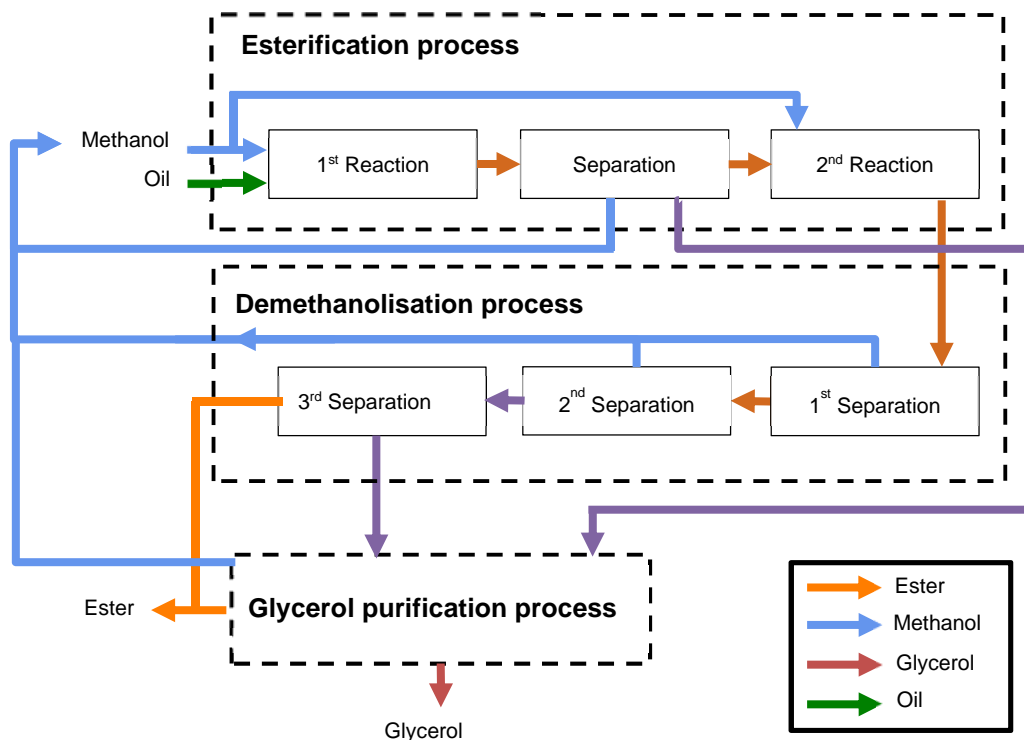 Esterification process
Methanol
Oil
1st Reaction
Separation
2nd Reaction
Demethanolisation process
3rd Separation
2nd Separation
1st Separation
Glycerol purification process
Ester
Glycerol
Ester
Methanol
Glycerol
Oil